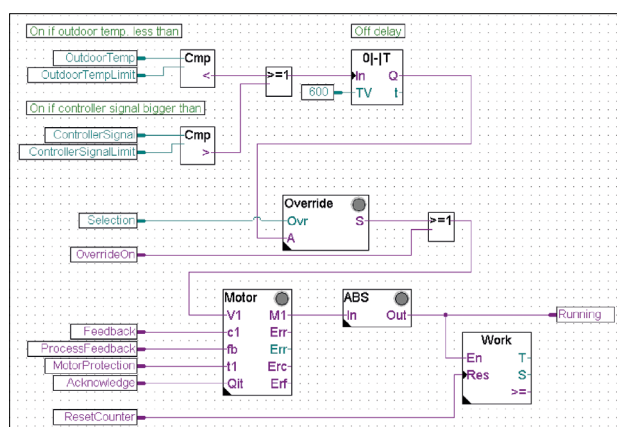 On if outdoor temp. less than
Off delay
OutdoorTemp
OutdoorTempLimit
Cmp
<
>=1
0|-|T
In Q
TV t
600
On if controller signal bigger than
ControllerSignal
ControllerSignalLimit
Cmp
>
Selection
OverrideOn
Override
Ovr S
A
>=1
Motor
V1 M1
c1 Err
fb Err
t1 Erc
Qit Erf
ABS
In Out
Running
Feedback
ProcessFeedback
MotorProtection
Acknowledge
Work
En T
Res S
>=
ResetCounter